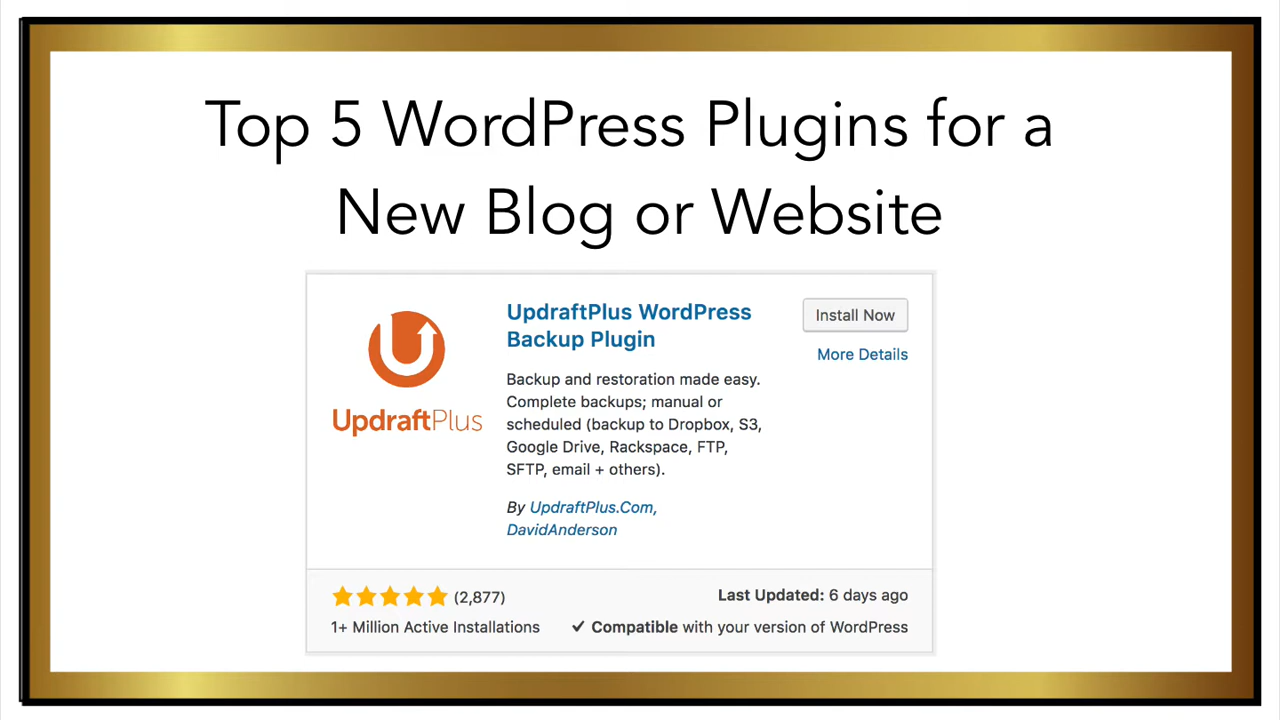 Top 5 WordPress Plugins for a
New Blog or Website
UpdraftPlus WordPress
Backup Plugin
Install Now
More Details
Backup and restoration made easy.
Complete backups; manual or
scheduled (backup to Dropbox, S3,
Google Drive, Rackspace, FTP,
SFTP, email + others).
By UpdraftPlus.Com,
DavidAnderson
UpdraftPlus
(2,877)
Last Updated: 6 days ago
1+ Million Active Installations
Compatible with your version of WordPress